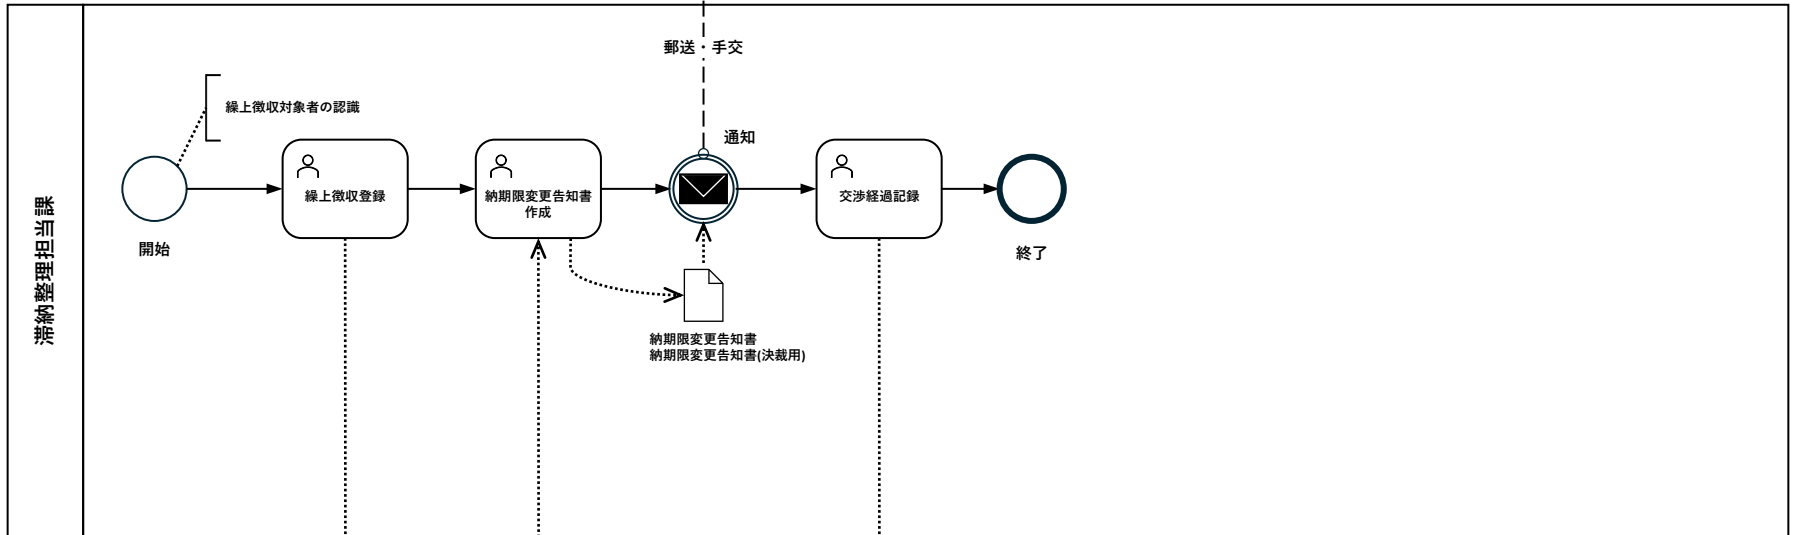 滞納整理担当課
郵送・手交
繰上徴収対象者の認識
通知
開始
繰上徴収登録
納期限変更告知書
作成
交渉経過記録
終了
納期限変更告知書
納期限変更告知書(決裁用)